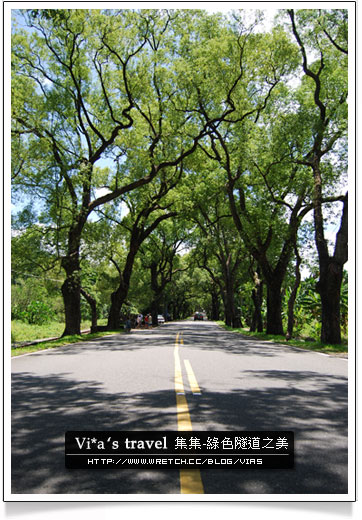 Vi*a's travel 集集-綠色隧道之美
HTTP://WWW.WRETCH.CC/BLOG/VIAS